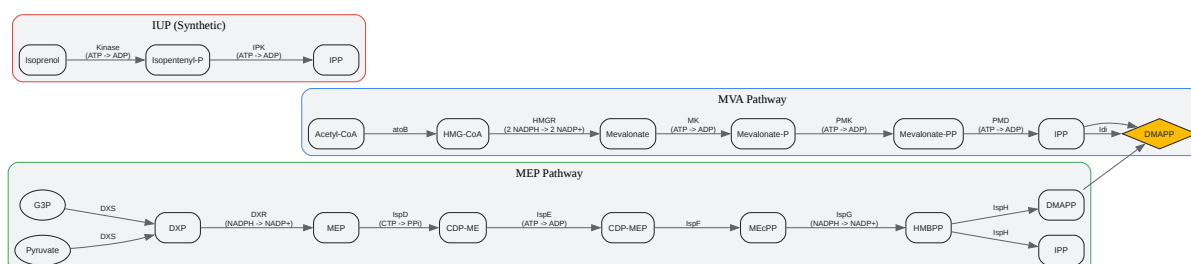 IUP (Synthetic)
Isoprenol
Kinase
(ATP -> ADP)
Isopentenyl-P
IPK
(ATP -> ADP)
IPP
MVA Pathway
Acetyl-CoA
atoB
HMG-CoA
HMGR
(2 NADPH -> 2 NADP+)
Mevalonate
MK
(ATP -> ADP)
Mevalonate-P
PMK
(ATP -> ADP)
Mevalonate-PP
PMD
(ATP -> ADP)
IPP
Idi
DMAPP
MEP Pathway
G3P
DXS
Pyruvate
DXS
DXP
DXR
(NADPH -> NADP+)
MEP
IspD
(CTP -> PPi)
CDP-ME
IspE
(ATP -> ADP)
CDP-MEP
IspF
MEcPP
IspG
(NADPH -> NADP+)
HMBPP
IspH
DMAPP
IspH
IPP